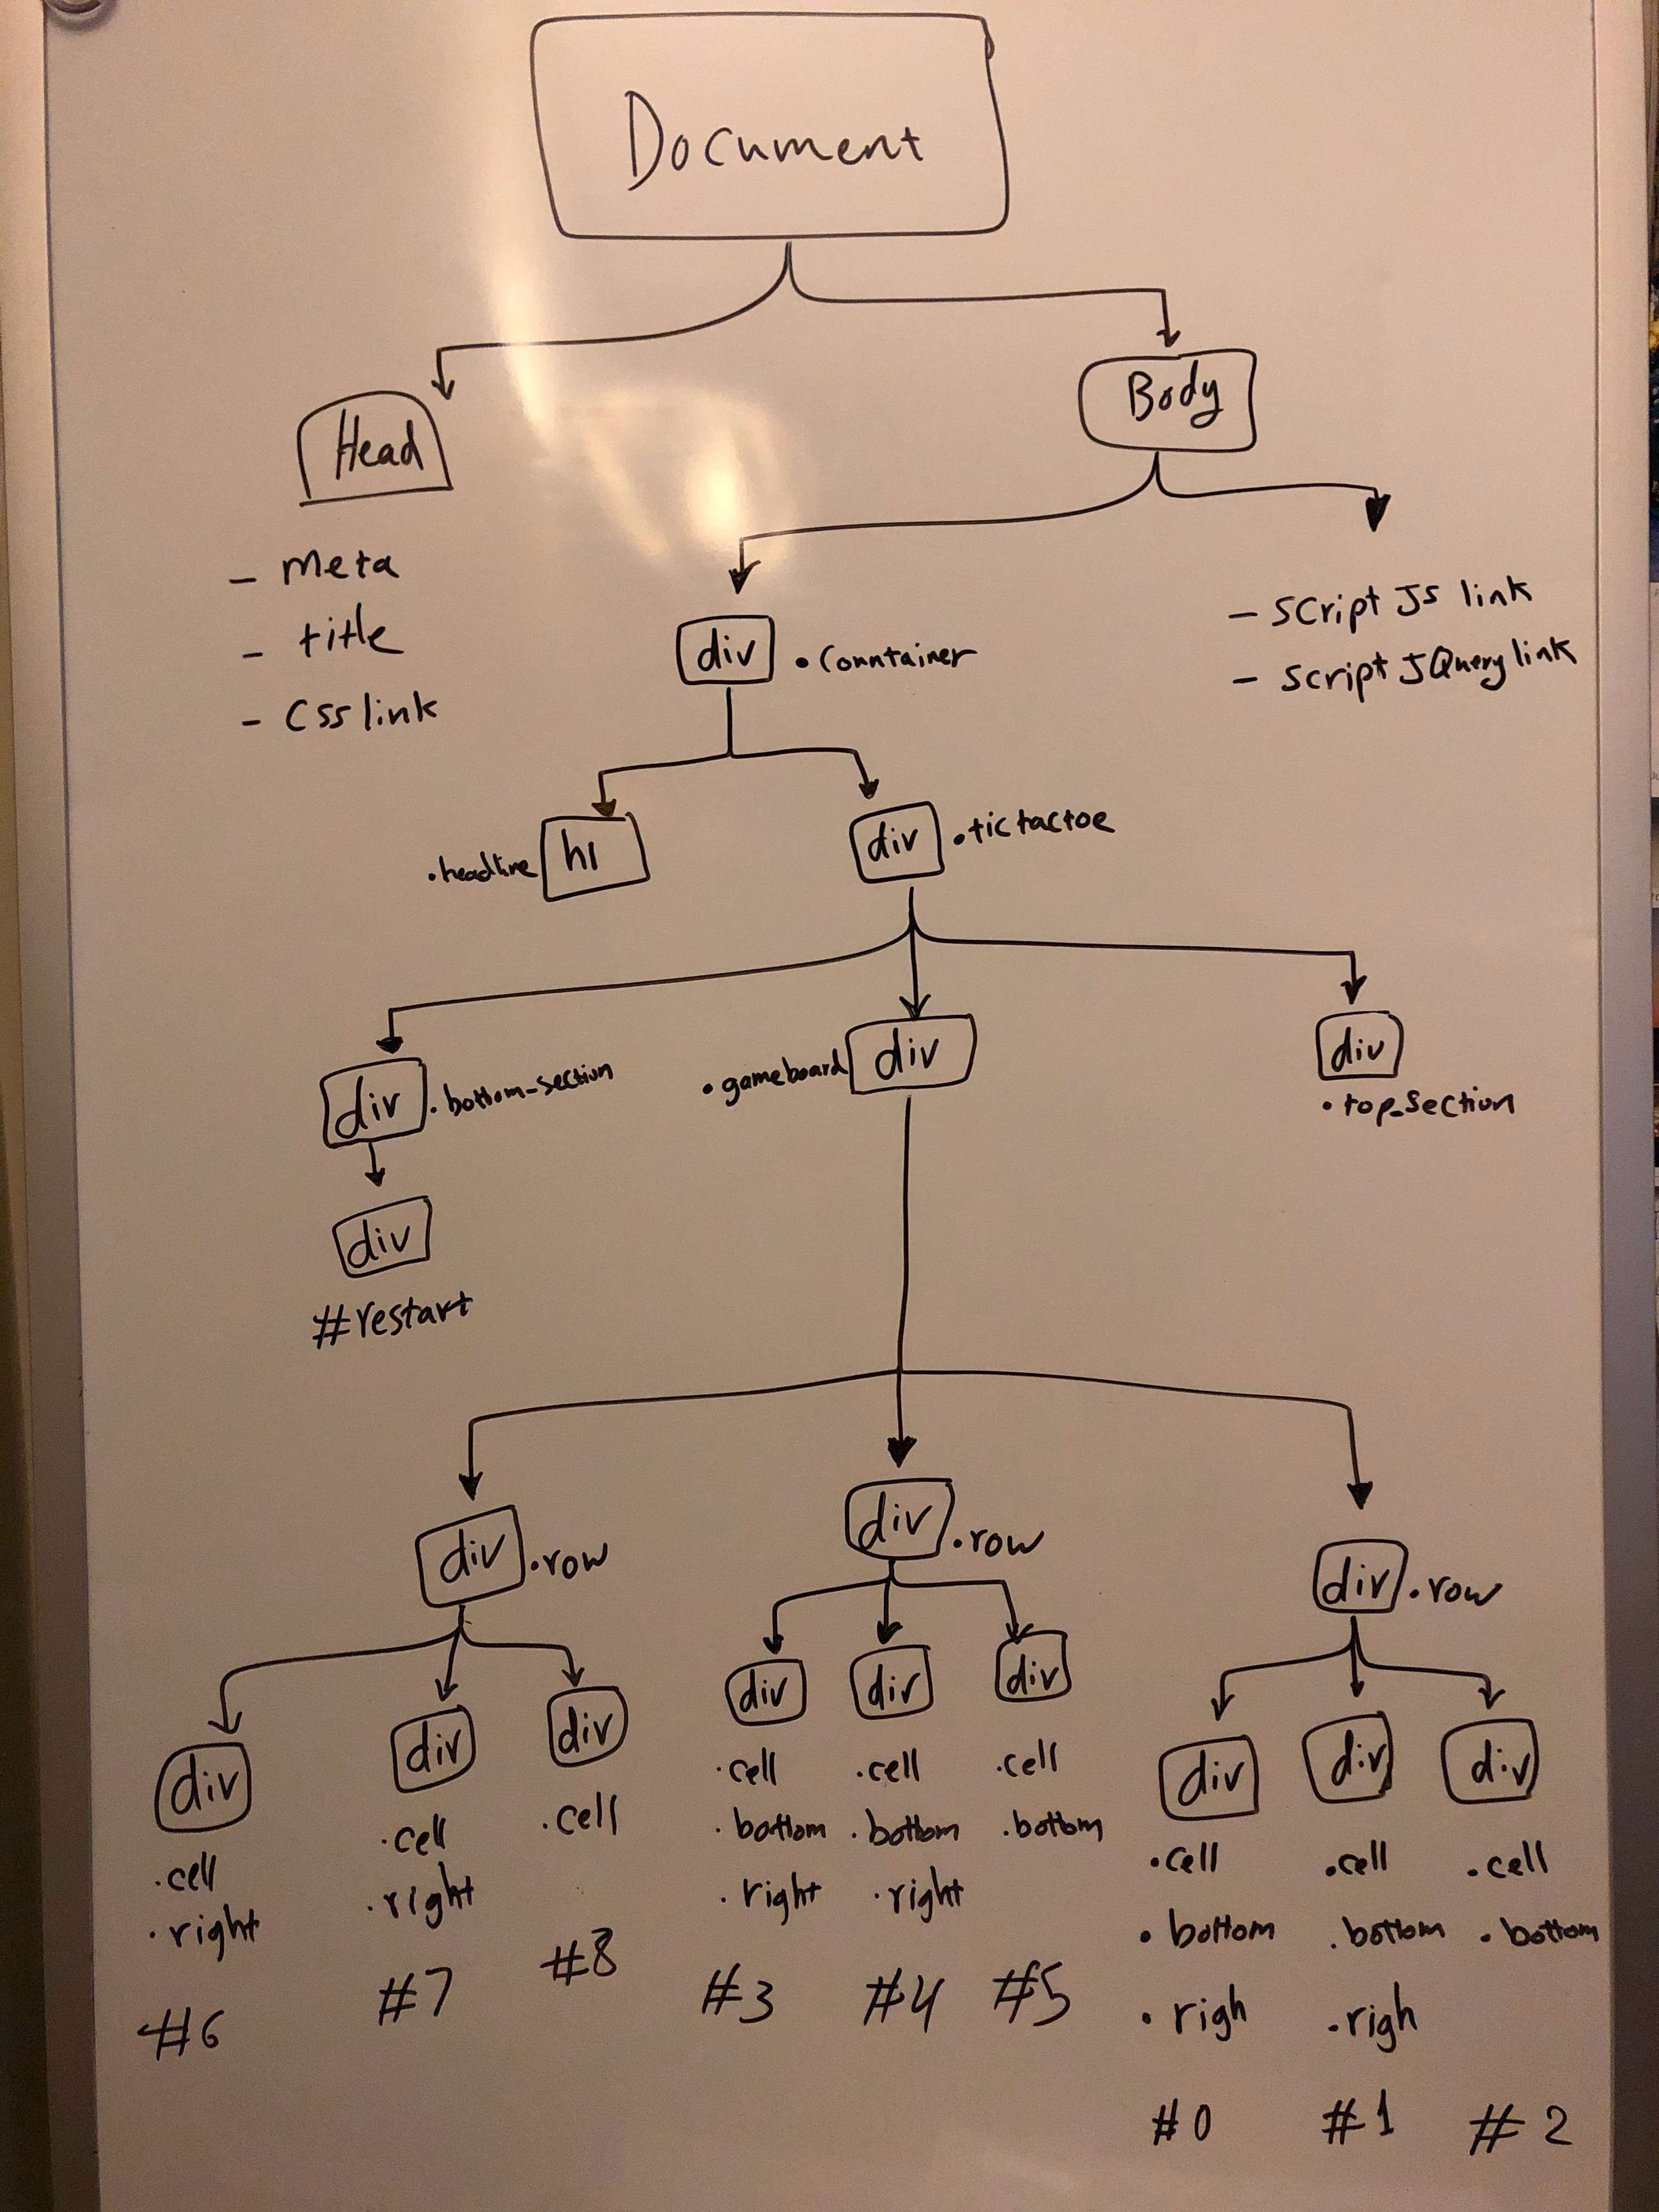 Document
Head
Body
- meta
- title
- Css link
- SCript JS link
- Script JQuery link
div .Conntainer
.headline h1
div .tictactoe
div .bottom-section
.gameboard div
div
.top_section
div
#restart
div .row
div .row
div .row
div
.cell
.right
#6
div
.cell
.right
#7
div
.cell
#8
div
.cell
.bottom
.right
#3
div
.cell
.bottom
.right
#4
div
.cell
.bottom
#5
div
.cell
.bottom
.righ
#0
div
.cell
.bottom
.righ
#1
div
.cell
.bottom
#2